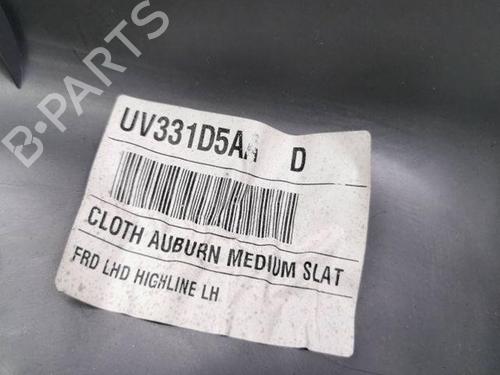 B-PARTS
UV331D5AA D
CLOTH AUBURN MEDIUM SLAT
FRD LHD HIGHLINE LH